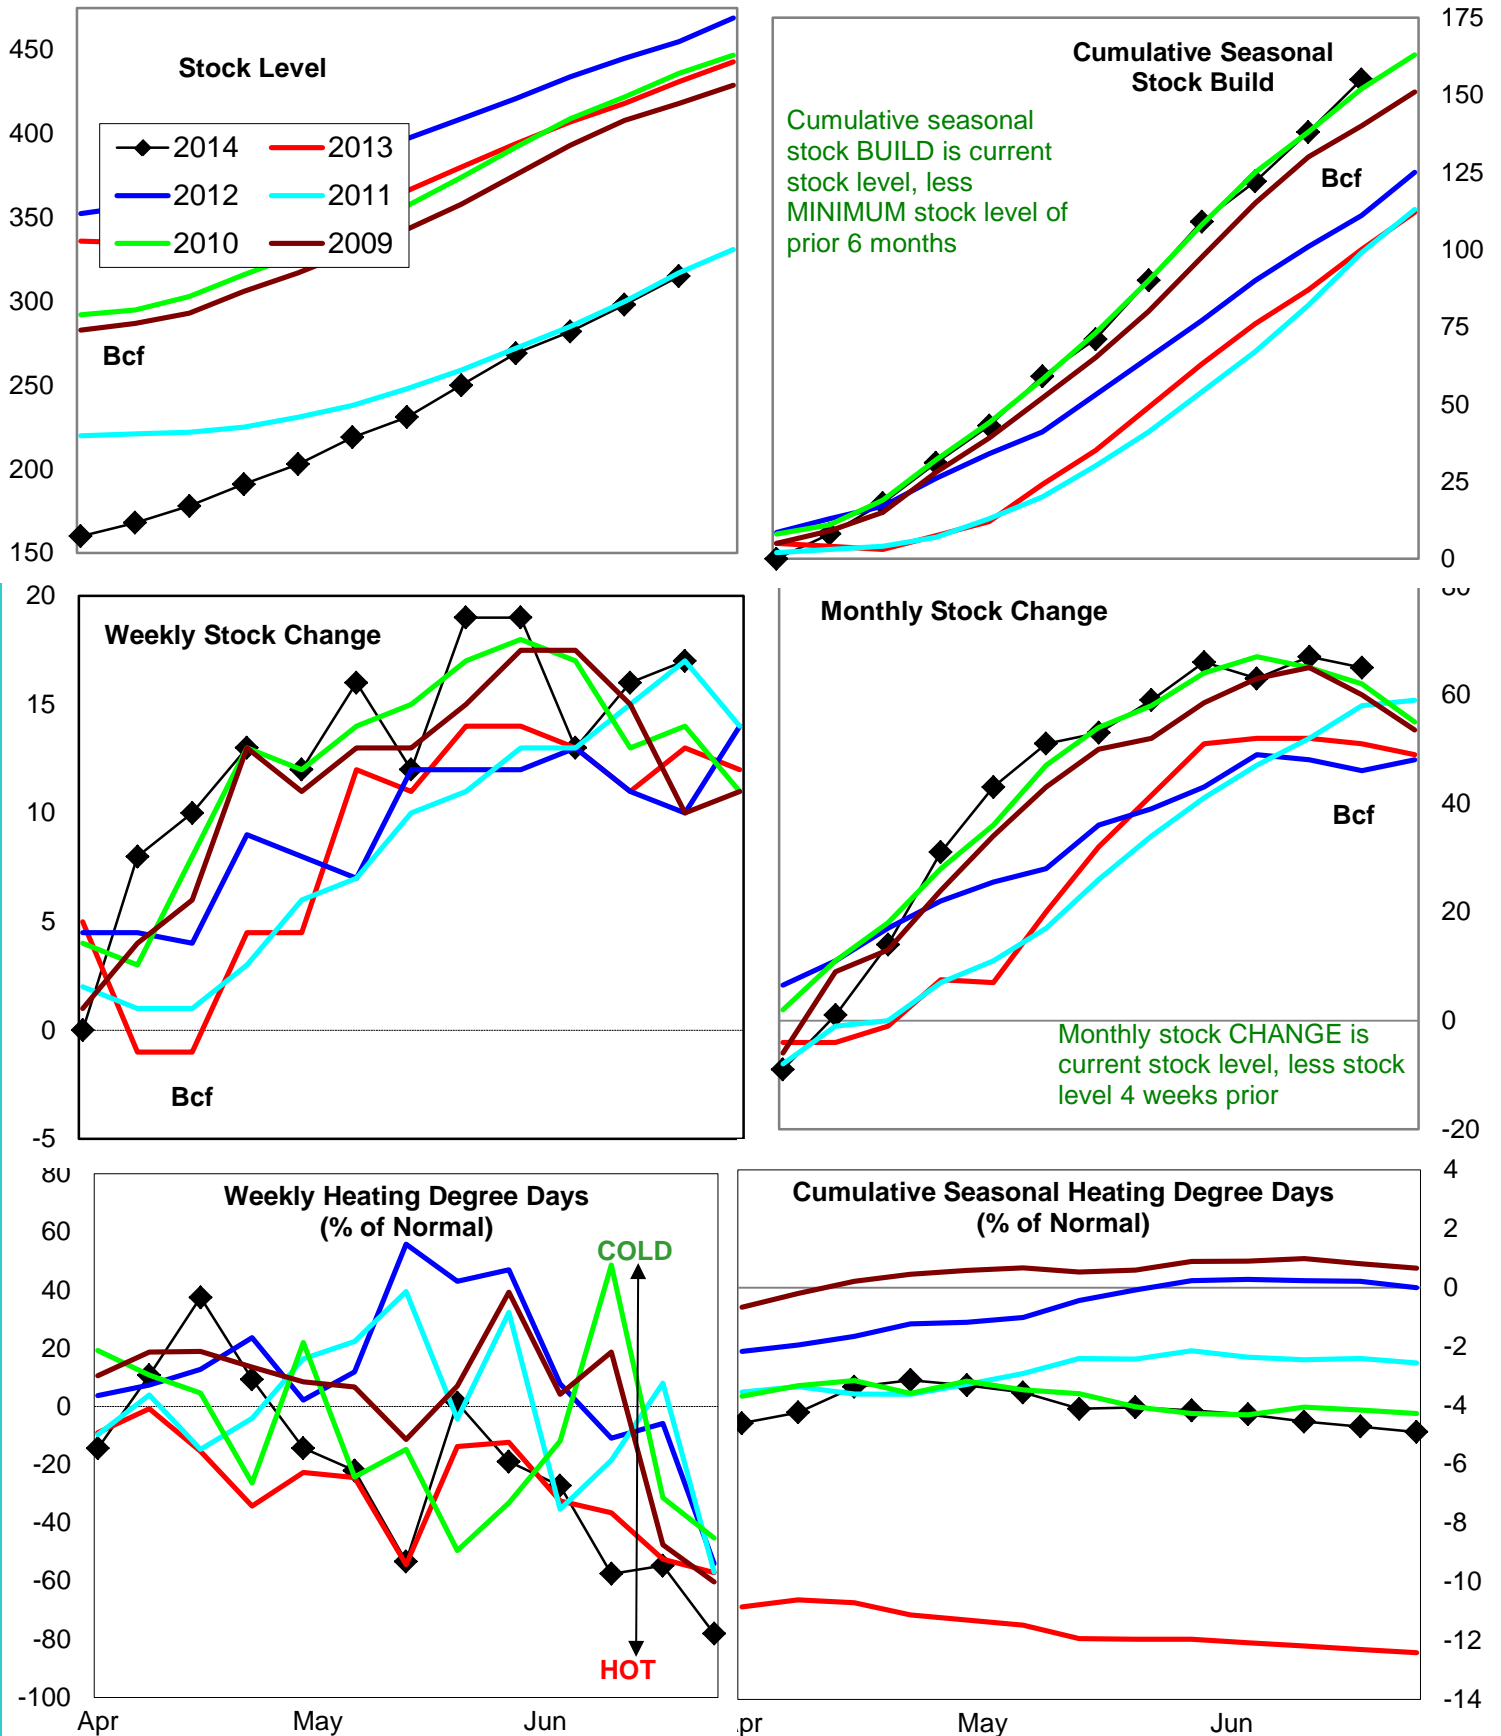 Stock Level
450
400
350
300
250
200
150
2014
2013
2012
2011
2010
2009
Bcf
Cumulative Seasonal
Stock Build
Cumulative seasonal
stock BUILD is current
stock level, less
MINIMUM stock level of
prior 6 months
Bcf
175
150
125
100
75
50
25
0
Weekly Stock Change
20
15
10
5
0
-5
Bcf
Monthly Stock Change
80
60
40
20
0
-20
Bcf
Monthly stock CHANGE is
current stock level, less stock
level 4 weeks prior
Weekly Heating Degree Days
(% of Normal)
80
60
40
20
0
-20
-40
-60
-80
-100
COLD
HOT
Apr
May
Jun
Cumulative Seasonal Heating Degree Days
(% of Normal)
4
2
0
-2
-4
-6
-8
-10
-12
-14
Apr
May
Jun